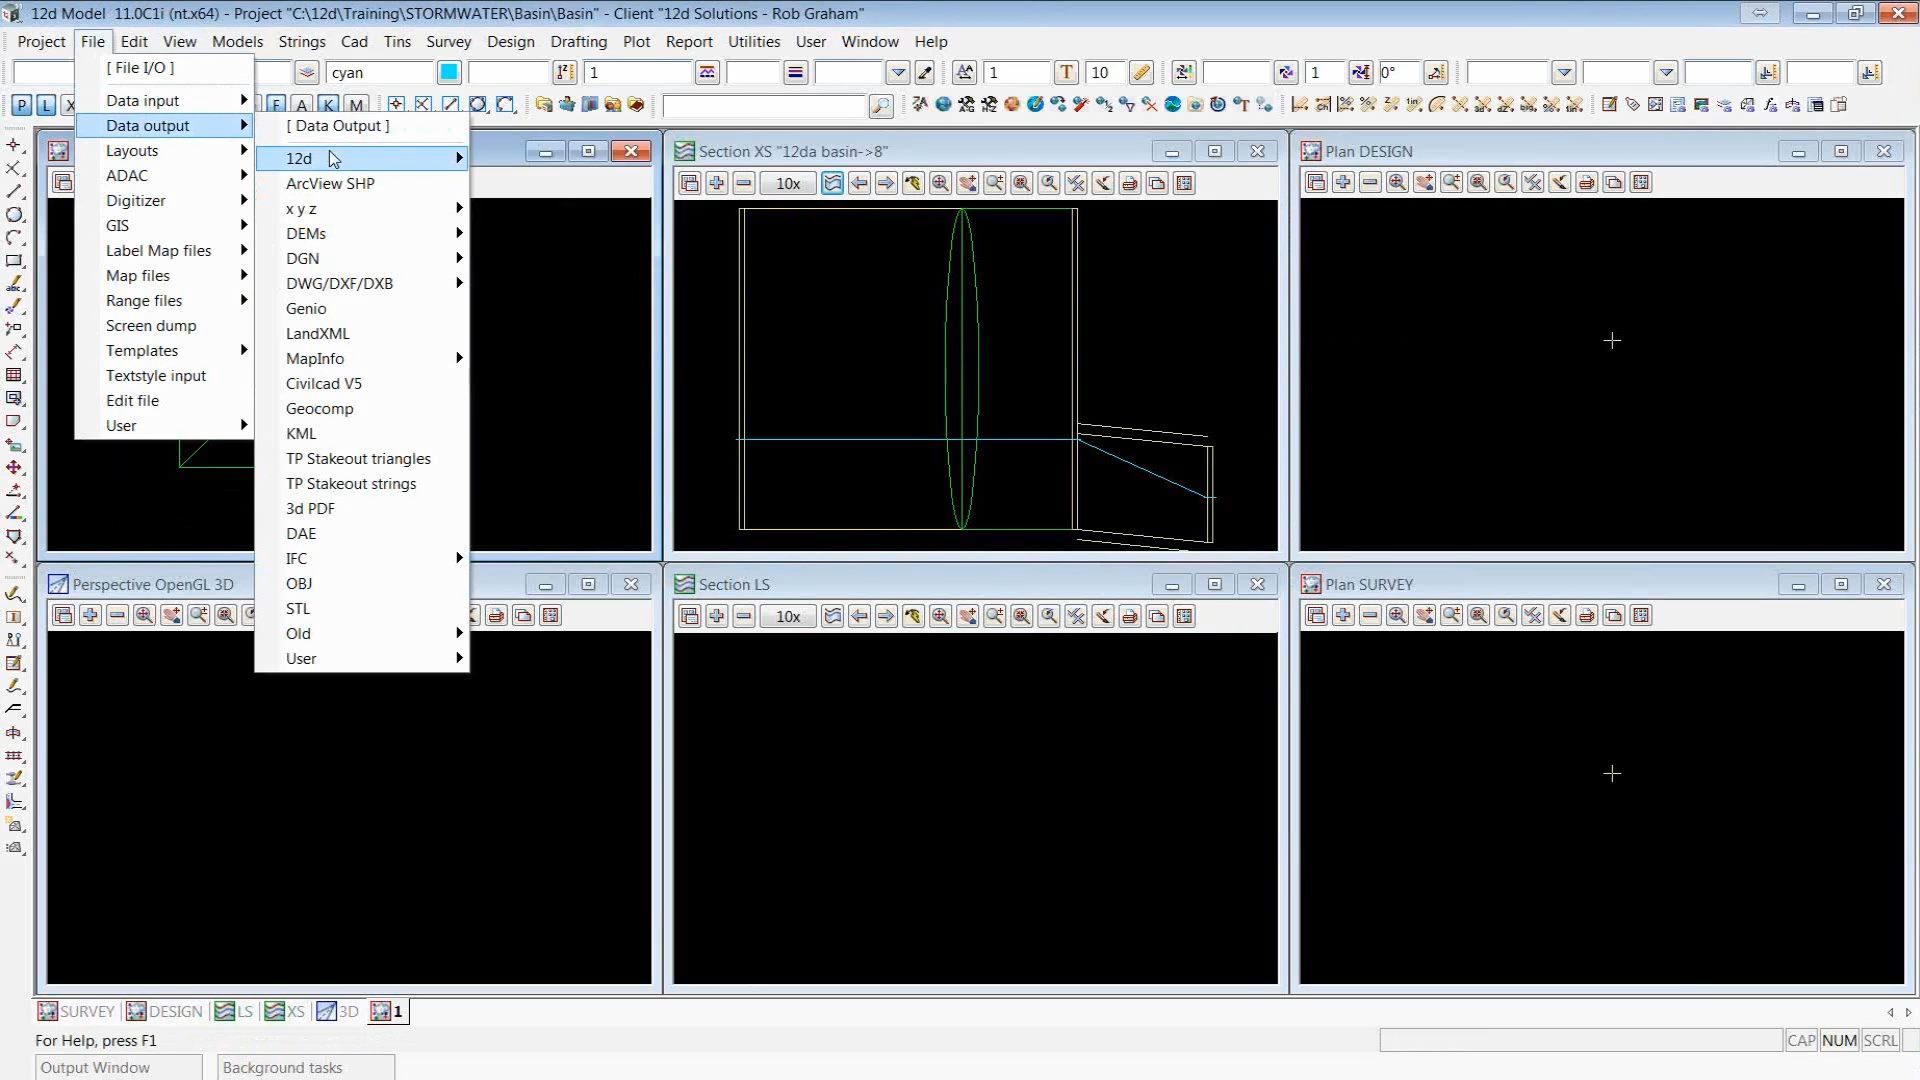 12d Model 11.0C1i (nt.x64) - Project "C:\12d\Training\STORMWATER\Basin\Basin" - Client "12d Solutions - Rob Graham"
Project File Edit View Models Strings Cad Tins Survey Design Drafting Plot Report Utilities User Window Help
cyan 1 1 T 10 1 0°
P L X F A K M
[ File I/O ]
Data input
Data output
Layouts
ADAC
Digitizer
GIS
Label Map files
Map files
Range files
Screen dump
Templates
Textstyle input
Edit file
User
[ Data Output ]
12d
ArcView SHP
x y z
DEMs
DGN
DWG/DXF/DXB
Genio
LandXML
MapInfo
Civilcad V5
Geocomp
KML
TP Stakeout triangles
TP Stakeout strings
3d PDF
DAE
IFC
OBJ
STL
Old
User
Section XS "12da basin->8"
10x
Plan DESIGN
Perspective OpenGL 3D
Section LS
10x
Plan SURVEY
SURVEY DESIGN LS XS 3D 1
For Help, press F1
CAP NUM SCRL
Output Window Background tasks